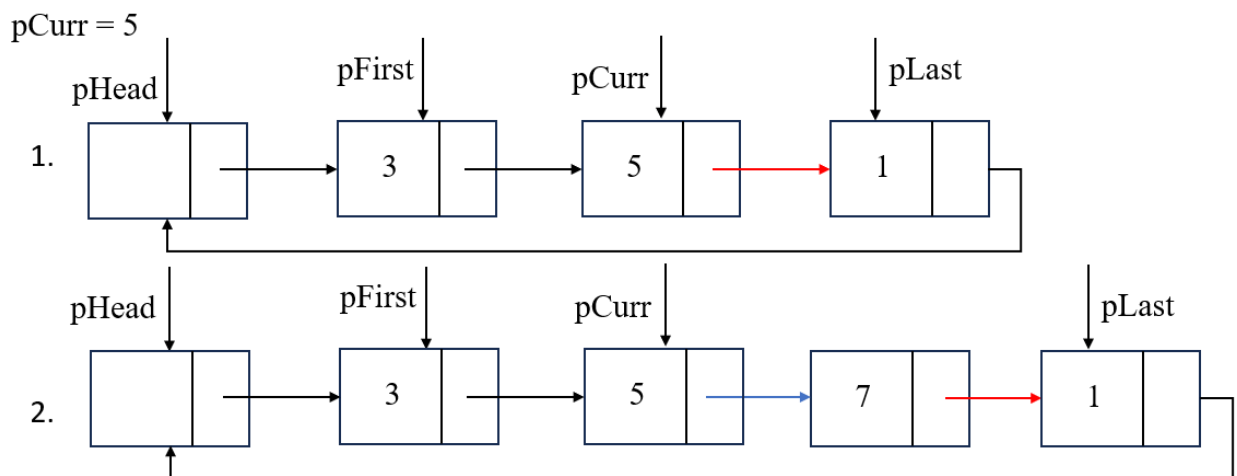 pCurr = 5
pHead pFirst pCurr pLast
1. 3 5 1
pHead pFirst pCurr pLast
2. 3 5 7 1